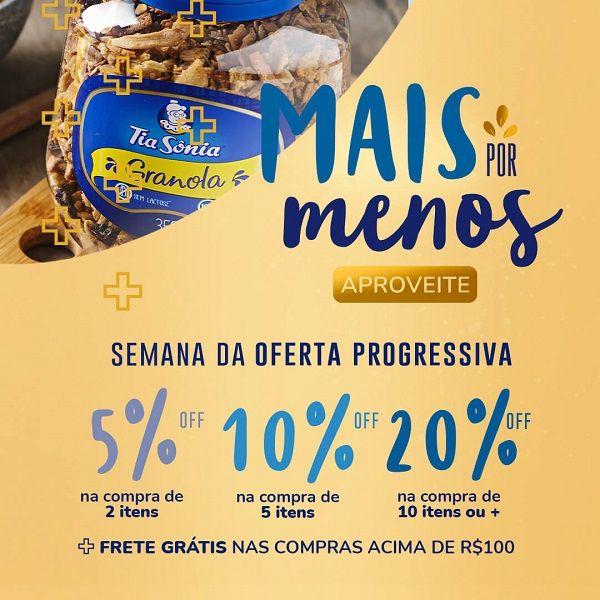 Tia Sônia
Granola
SEM LACTOSE
MAIS
POR
menos
APROVEITE
SEMANA DA OFERTA PROGRESSIVA
5% OFF 10% OFF 20% OFF
na compra de na compra de na compra de
2 itens 5 itens 10 itens ou +
+ FRETE GRÁTIS NAS COMPRAS ACIMA DE R$100